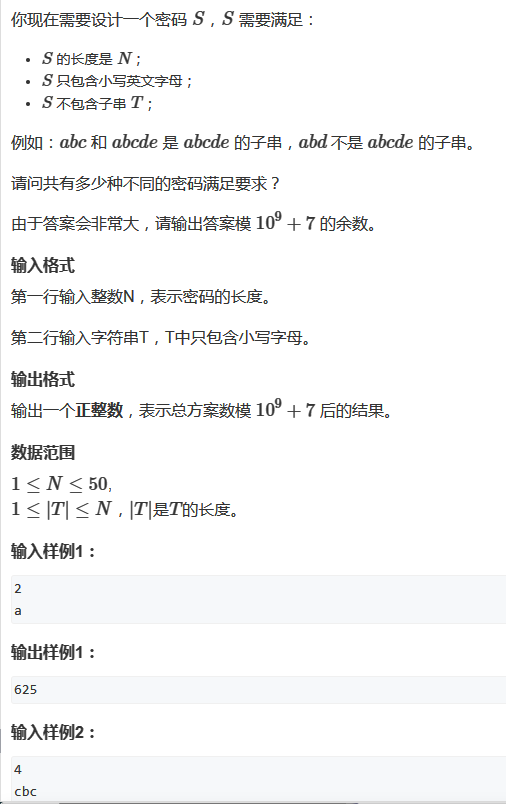 你现在需要设计一个密码 S，S 需要满足：
• S 的长度是 N；
• S 只包含小写英文字母；
• S 不包含子串 T；
例如：abc 和 abcde 是 abcde 的子串，abd 不是 abcde 的子串。
请问共有多少种不同的密码满足要求？
由于答案会非常大，请输出答案模 10⁹ + 7 的余数。
输入格式
第一行输入整数N，表示密码的长度。
第二行输入字符串T，T中只包含小写字母。
输出格式
输出一个正整数，表示总方案数模 10⁹ + 7 后的结果。
数据范围
1 ≤ N ≤ 50,
1 ≤ |T| ≤ N，|T|是T的长度。
输入样例1：
2
a
输出样例1：
625
输入样例2：
4
cbc